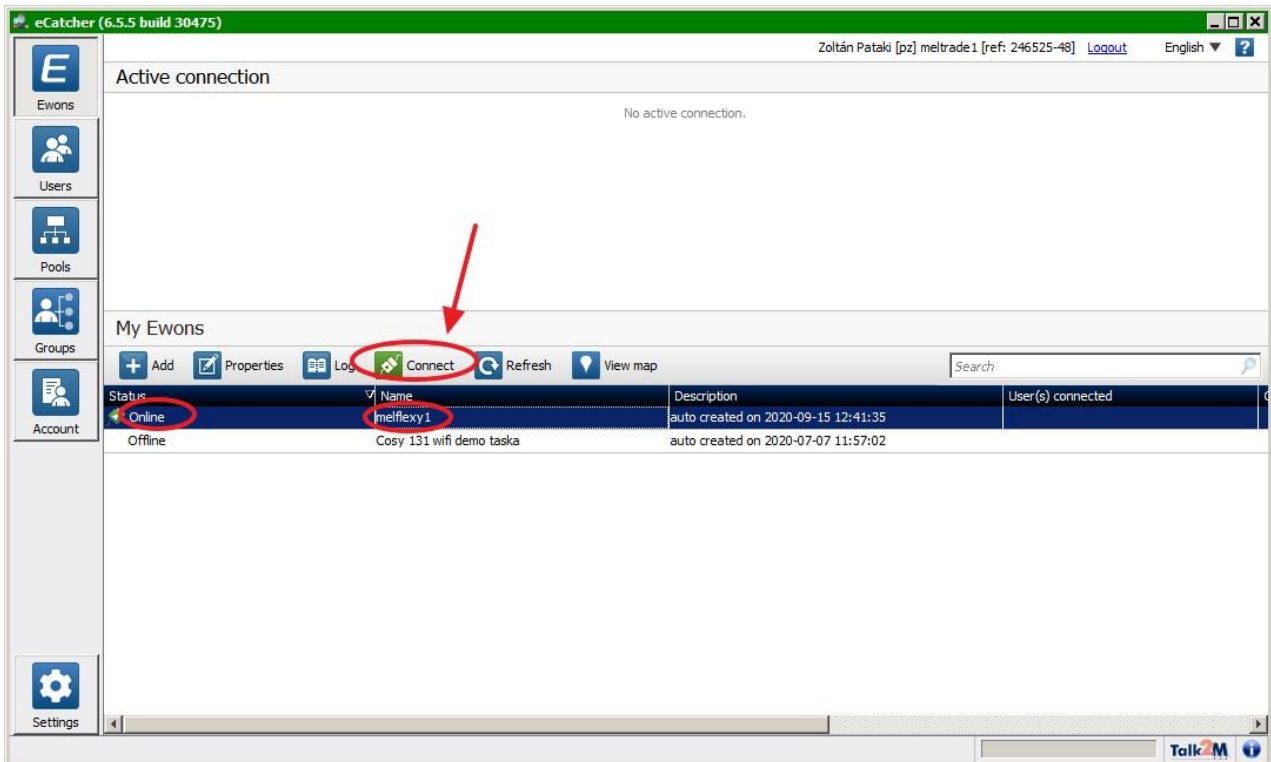 eCatcher (6.5.5 build 30475)
Zoltán Pataki [pz] meltrade1 [ref: 246525-48] Logout English ▼ ?
Ewons
Users
Pools
Groups
Account
Settings
Active connection
No active connection.
My Ewons
Add Properties Log Connect Refresh View map Search
Status Name Description User(s) connected
Online melflexy1 auto created on 2020-09-15 12:41:35
Offline Cosy 131 wifi demo taska auto created on 2020-07-07 11:57:02
Talk2M